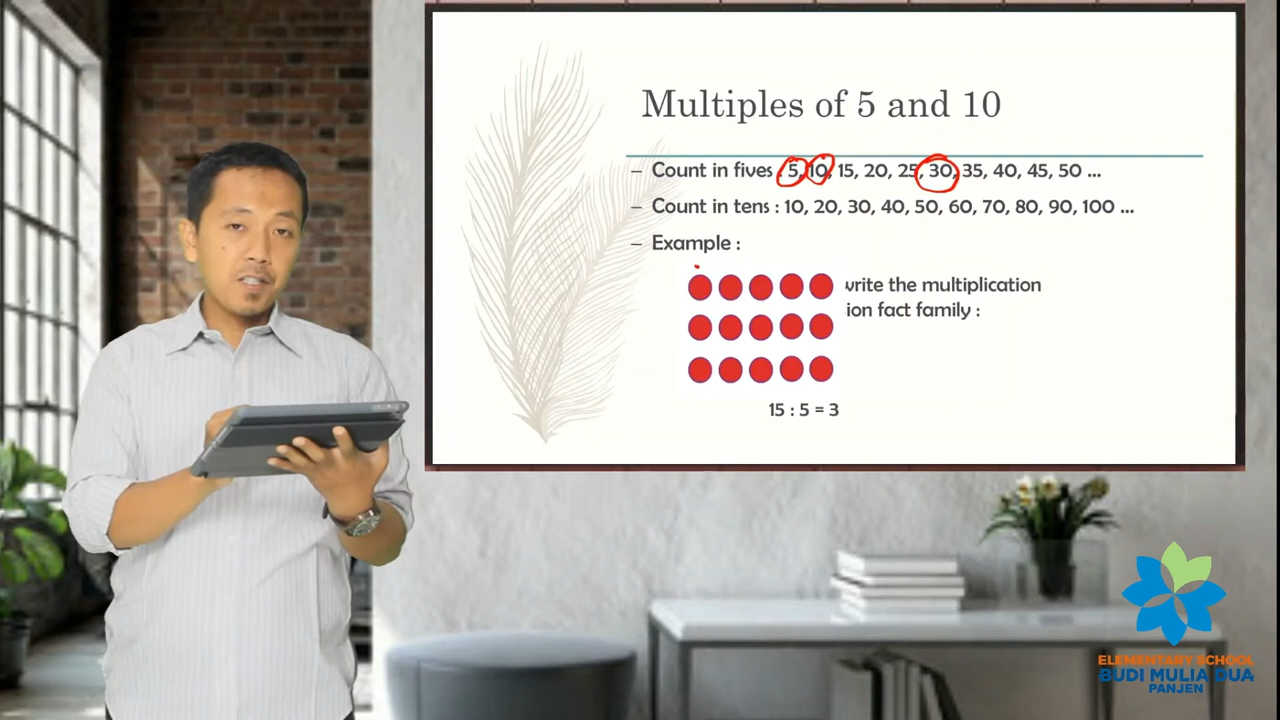 Multiples of 5 and 10
– Count in fives : 5, 10, 15, 20, 25, 30, 35, 40, 45, 50 ...
– Count in tens : 10, 20, 30, 40, 50, 60, 70, 80, 90, 100 ...
– Example :
write the multiplication
ion fact family :
15 : 5 = 3
ELEMENTARY SCHOOL
BUDI MULIA DUA
PANJEN